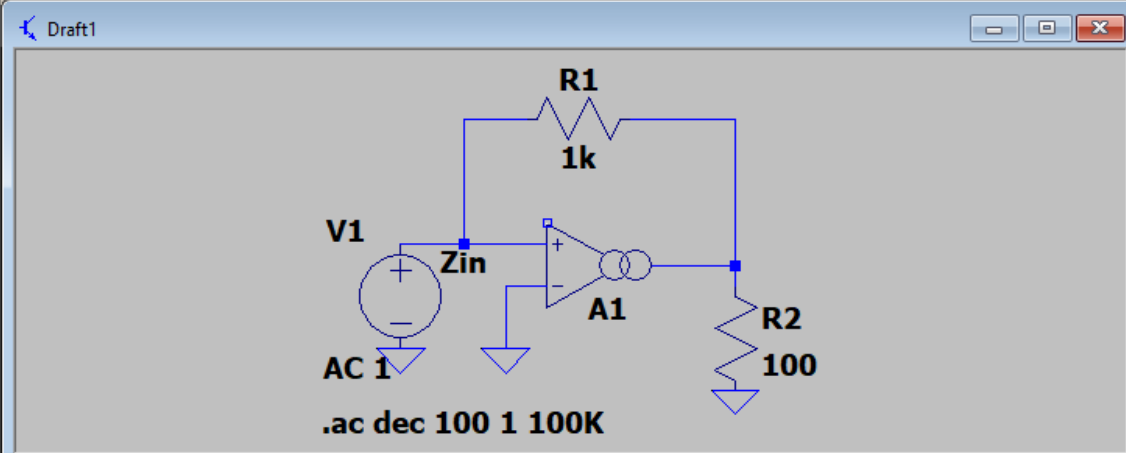 Draft1
R1
1k
V1
Zin
+
+
−
−
A1
R2
100
AC 1
.ac dec 100 1 100K